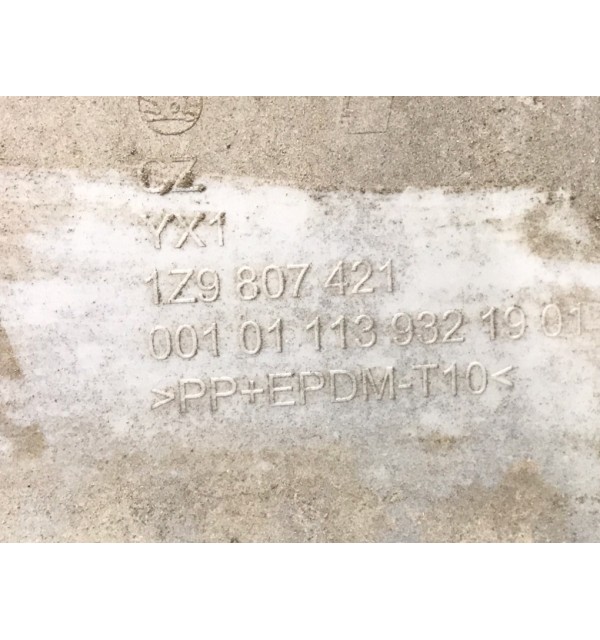 CZ
YX1
1Z9 807 421
001 01 113 932 19 01
>PP+EPDM-T10<